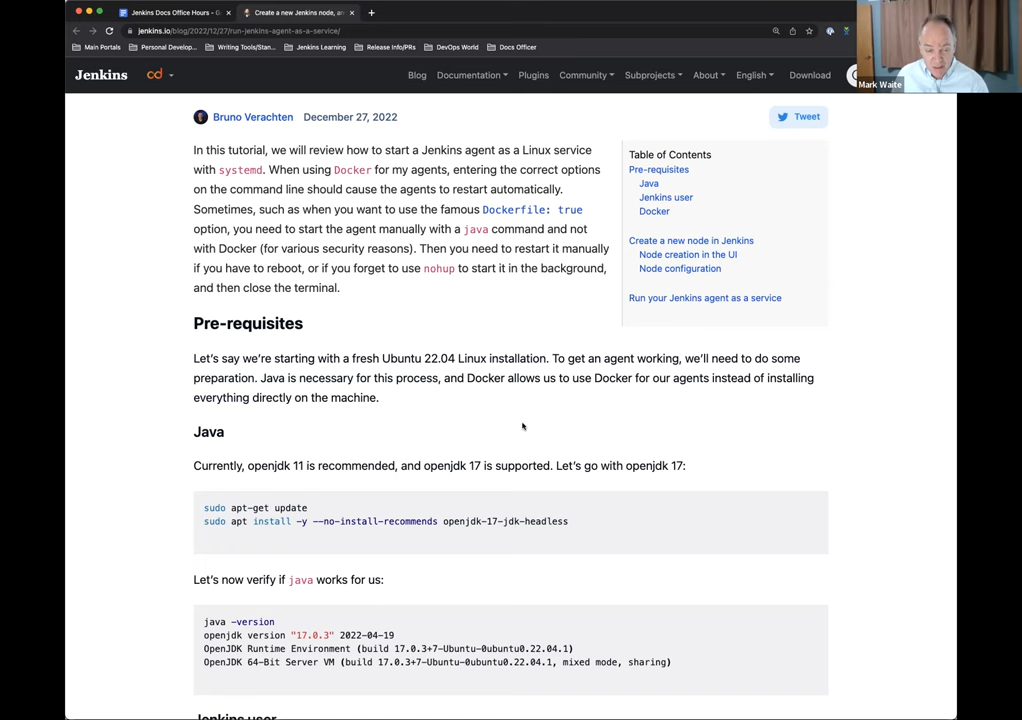 Jenkins Docs Office Hours - G
Create a new Jenkins node, an
jenkins.io/blog/2022/12/27/run-jenkins-agent-as-a-service/
Main Portals
Personal Develop...
Writing Tools/Stan...
Jenkins Learning
Release Info/PRs
DevOps World
Docs Officer
Mark Waite
Jenkins
cd
Blog
Documentation
Plugins
Community
Subprojects
About
English
Download
Bruno Verachten December 27, 2022
Tweet
In this tutorial, we will review how to start a Jenkins agent as a Linux service
with systemd. When using Docker for my agents, entering the correct options
on the command line should cause the agents to restart automatically.
Sometimes, such as when you want to use the famous Dockerfile: true
option, you need to start the agent manually with a java command and not
with Docker (for various security reasons). Then you need to restart it manually
if you have to reboot, or if you forget to use nohup to start it in the background,
and then close the terminal.
Table of Contents
Pre-requisites
Java
Jenkins user
Docker
Create a new node in Jenkins
Node creation in the UI
Node configuration
Run your Jenkins agent as a service
Pre-requisites
Let's say we're starting with a fresh Ubuntu 22.04 Linux installation. To get an agent working, we'll need to do some
preparation. Java is necessary for this process, and Docker allows us to use Docker for our agents instead of installing
everything directly on the machine.
Java
Currently, openjdk 11 is recommended, and openjdk 17 is supported. Let's go with openjdk 17:
sudo apt-get update
sudo apt install -y --no-install-recommends openjdk-17-jdk-headless
Let's now verify if java works for us:
java -version
openjdk version "17.0.3" 2022-04-19
OpenJDK Runtime Environment (build 17.0.3+7-Ubuntu-0ubuntu0.22.04.1)
OpenJDK 64-Bit Server VM (build 17.0.3+7-Ubuntu-0ubuntu0.22.04.1, mixed mode, sharing)
Jenkins user